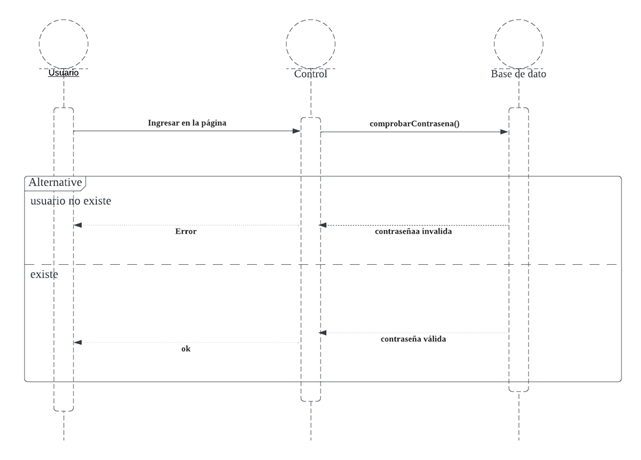 Usuario
Control
Base de dato
Ingresar en la página
comprobarContrasena()
Alternative
usuario no existe
Error
contraseñaa invalida
existe
contraseña válida
ok